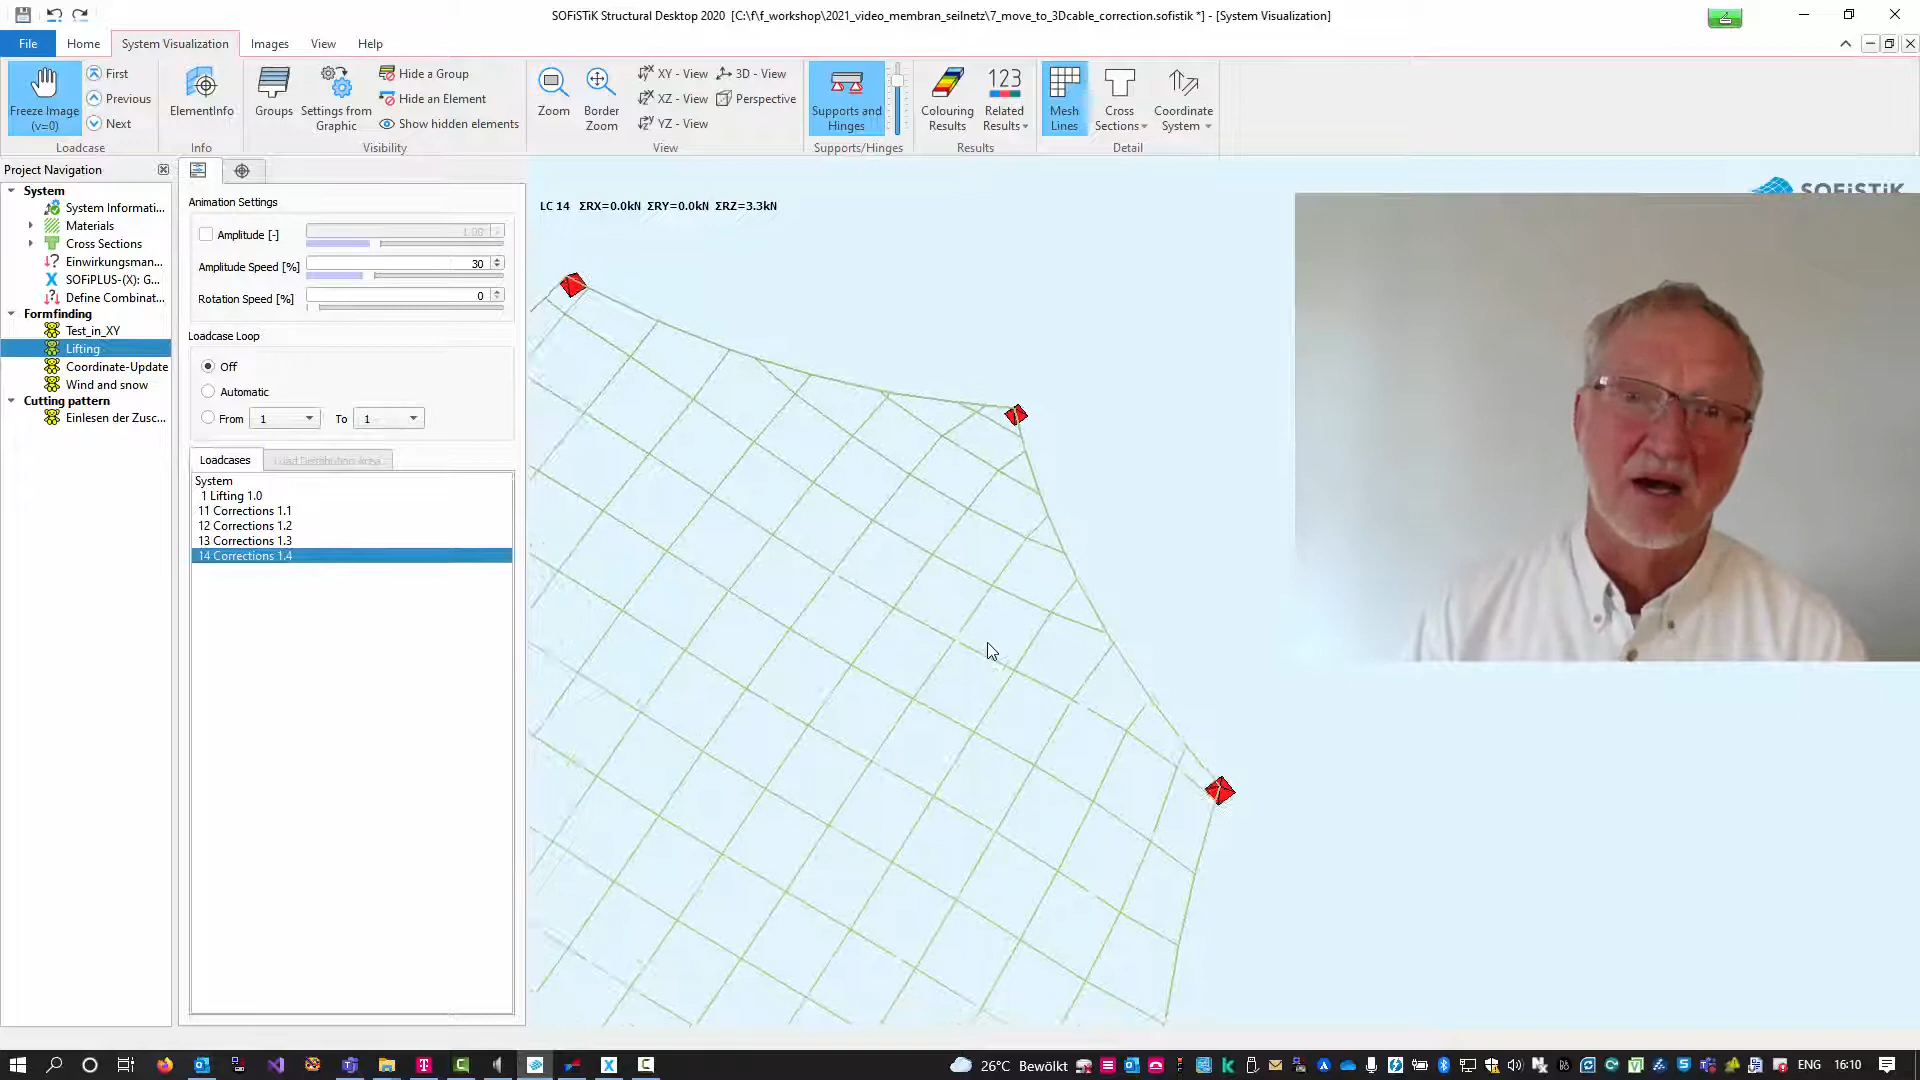 SOFiSTiK Structural Desktop 2020 [C:\f\f_workshop\2021_video_membran_seilnetz\7_move_to_3Dcable_correction.sofistik *] - [System Visualization]
File Home System Visualization Images View Help
Freeze Image (v=0)
First
Previous
Next
Loadcase
ElementInfo
Info
Groups
Settings from Graphic
Hide a Group
Hide an Element
Show hidden elements
Visibility
Zoom
Border Zoom
XY - View
XZ - View
YZ - View
3D - View
Perspective
View
Supports and Hinges
Supports/Hinges
Colouring Results
Related Results
Results
Mesh Lines
Cross Sections
Coordinate System
Detail
Project Navigation
System
System Informati...
Materials
Cross Sections
Einwirkungsman...
SOFiPLUS-(X): G...
Define Combinat...
Formfinding
Test_in_XY
Lifting
Coordinate-Update
Wind and snow
Cutting pattern
Einlesen der Zusc...
Animation Settings
Amplitude [-] 1.00
Amplitude Speed [%] 30
Rotation Speed [%] 0
Loadcase Loop
Off
Automatic
From 1 To 1
Loadcases Load Distribution Area
System
1 Lifting 1.0
11 Corrections 1.1
12 Corrections 1.2
13 Corrections 1.3
14 Corrections 1.4
LC 14 ΣRX=0.0kN ΣRY=0.0kN ΣRZ=3.3kN
SOFiSTiK
26°C Bewölkt ENG 16:10